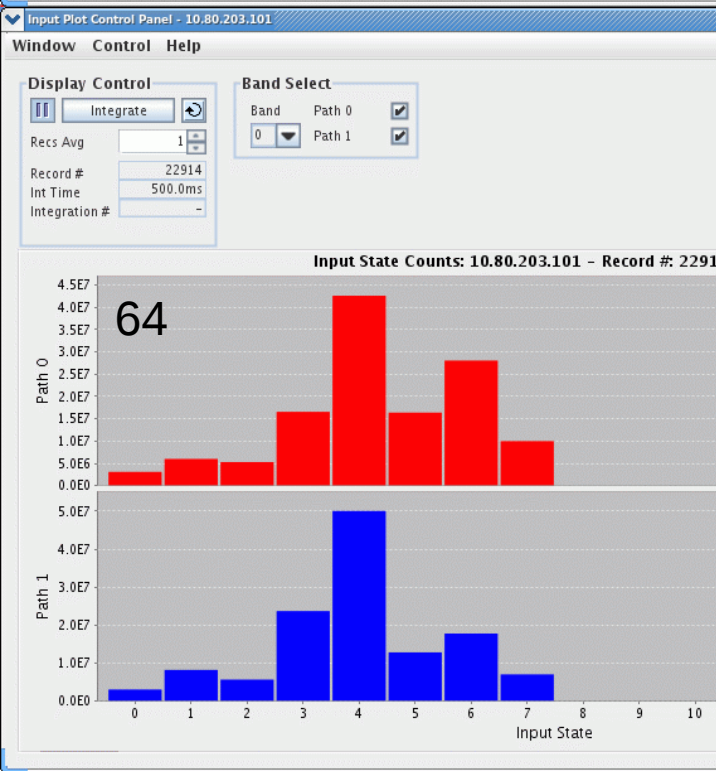 Input Plot Control Panel - 10.80.203.101
Window Control Help
Display Control
Integrate
Recs Avg 1
Record # 22914
Int Time 500.0ms
Integration # -
Band Select
Band Path 0
0 Path 1
Input State Counts: 10.80.203.101 - Record #: 2291
64
Path 0
4.5E7
4.0E7
3.5E7
3.0E7
2.5E7
2.0E7
1.5E7
1.0E7
5.0E6
0.0E0
Path 1
5.0E7
4.0E7
3.0E7
2.0E7
1.0E7
0.0E0
0 1 2 3 4 5 6 7 8 9 10
Input State